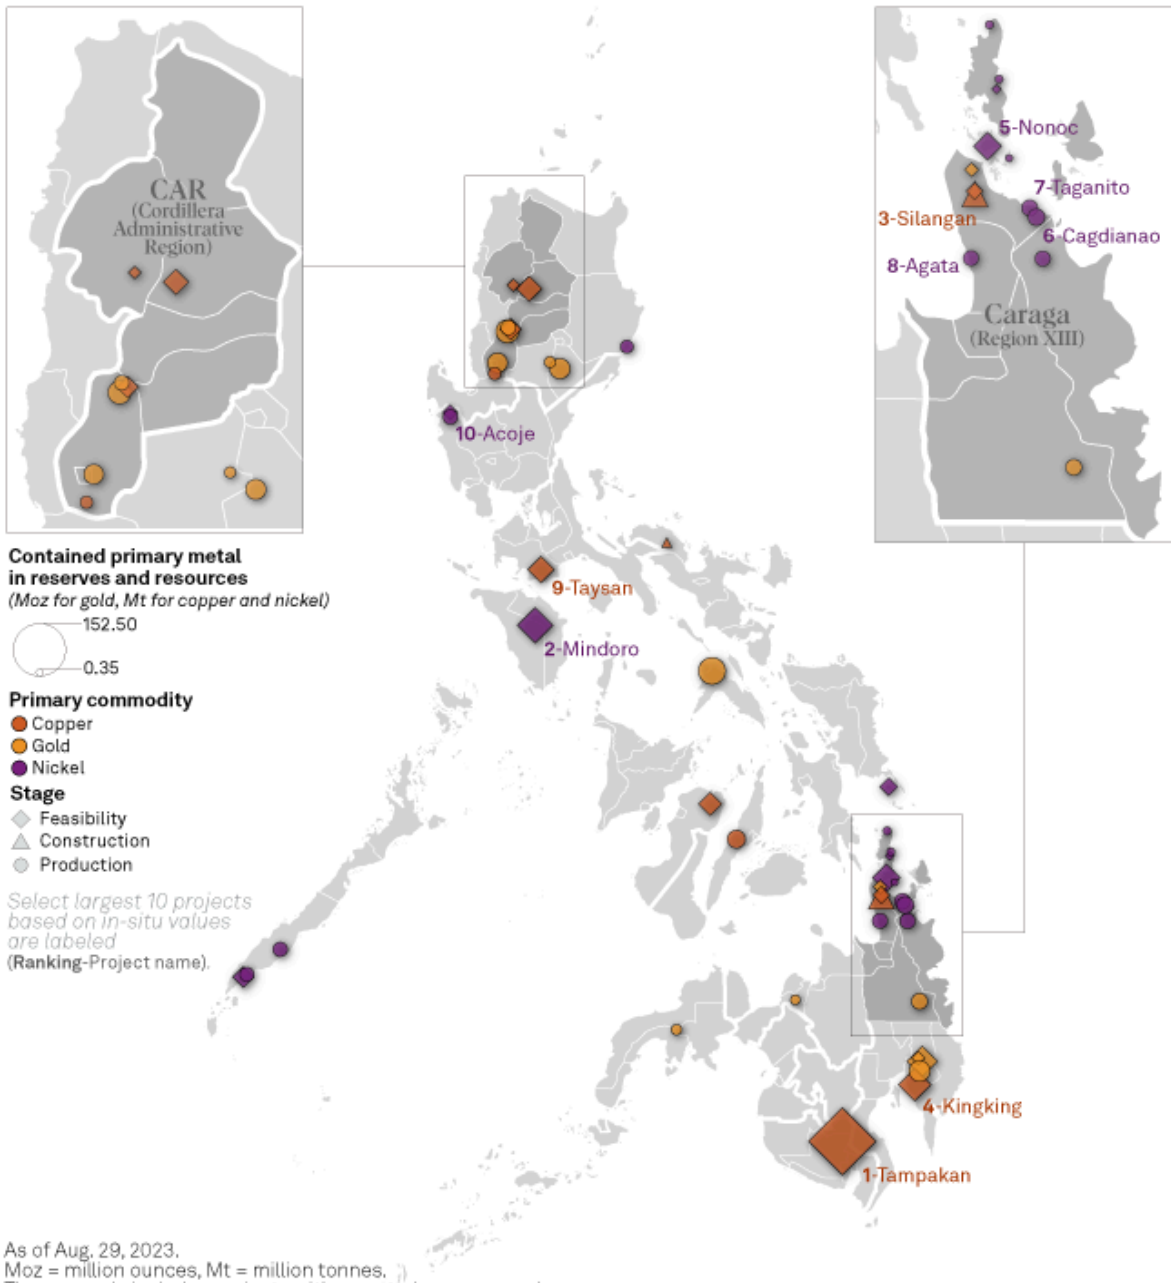 CAR
(Cordillera
Administrative
Region)
5-Nonoc
7-Taganito
3-Silangan
6-Cagdianao
8-Agata
Caraga
(Region XIII)
10-Acoje
9-Taysan
2-Mindoro
4-Kingking
1-Tampakan
Contained primary metal
in reserves and resources
(Moz for gold, Mt for copper and nickel)
152.50
0.35
Primary commodity
Copper
Gold
Nickel
Stage
Feasibility
Construction
Production
Select largest 10 projects
based on in-situ values
are labeled
(Ranking-Project name).
As of Aug. 29, 2023.
Moz = million ounces, Mt = million tonnes.